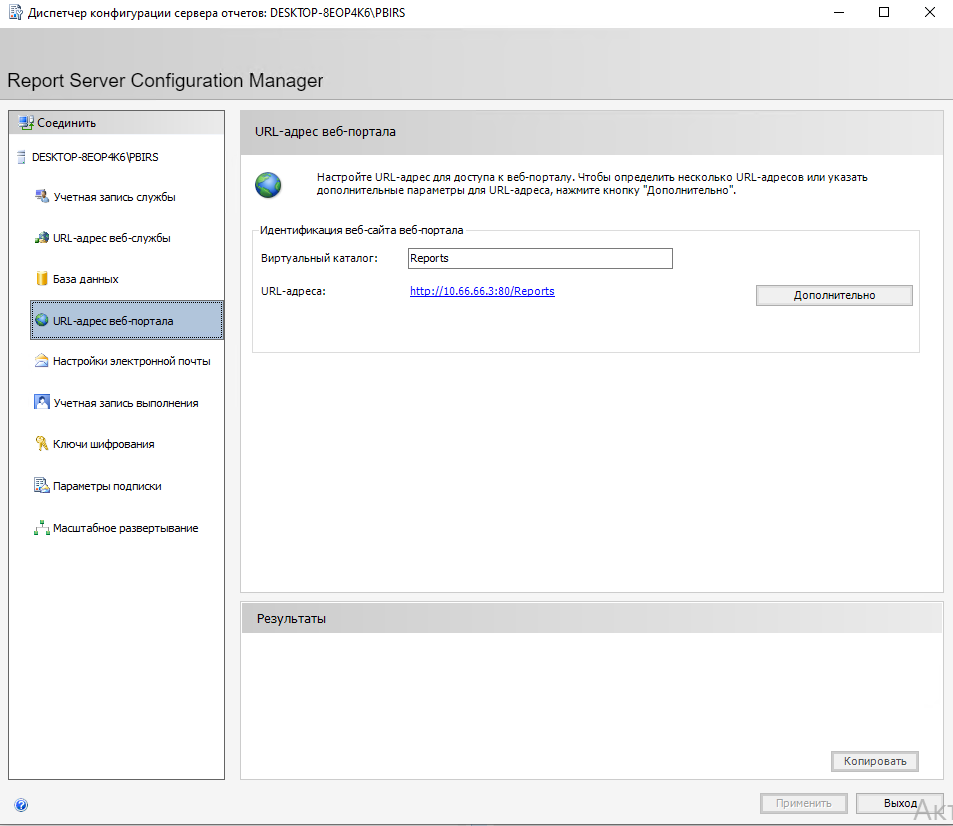 Диспетчер конфигурации сервера отчетов: DESKTOP-8EOP4K6\PBIRS
Report Server Configuration Manager
Соединить
DESKTOP-8EOP4K6\PBIRS
Учетная запись службы
URL-адрес веб-службы
База данных
URL-адрес веб-портала
Настройки электронной почты
Учетная запись выполнения
Ключи шифрования
Параметры подписки
Масштабное развертывание
URL-адрес веб-портала
Настройте URL-адрес для доступа к веб-порталу. Чтобы определить несколько URL-адресов или указать
дополнительные параметры для URL-адреса, нажмите кнопку "Дополнительно".
Идентификация веб-сайта веб-портала
Виртуальный каталог:
Reports
URL-адреса:
http://10.66.66.3:80/Reports
Дополнительно
Результаты
Копировать
Применить
Выход
Акт